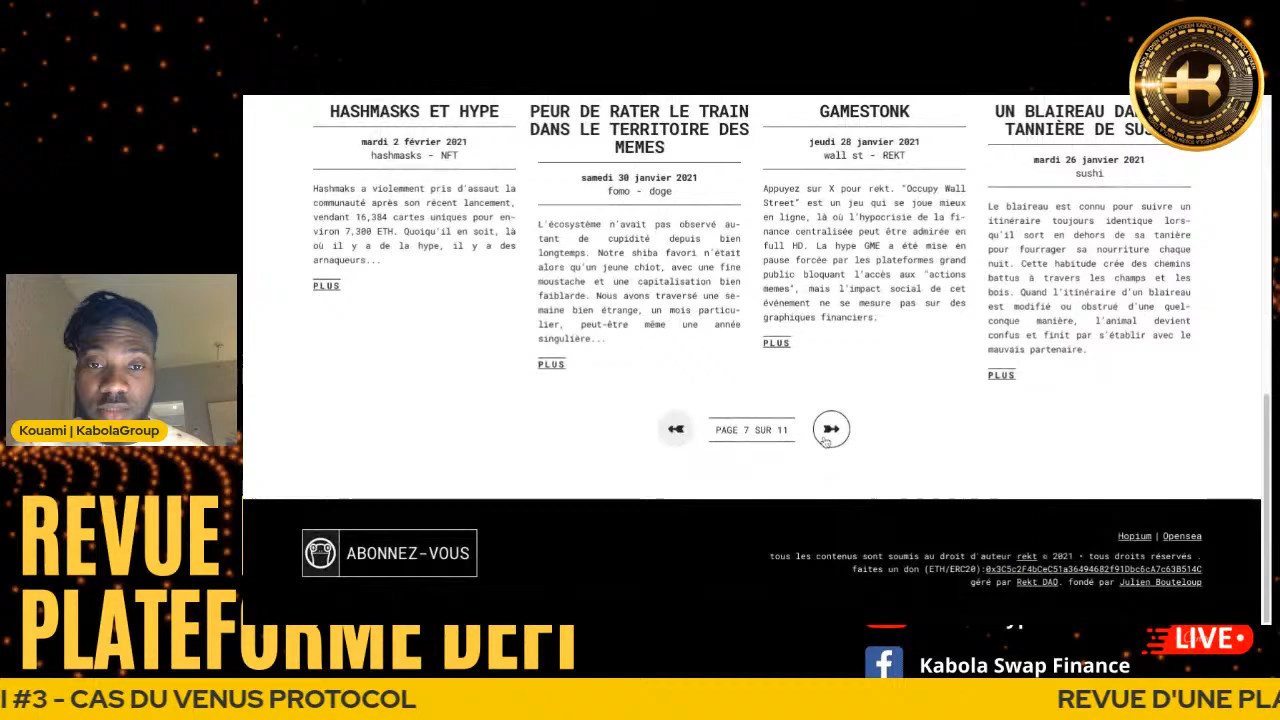 HASHMASKS ET HYPE
mardi 2 février 2021
hashmasks - NFT
Hashmaks a violemment pris d'assaut la
communauté après son récent lancement,
vendant 16,384 cartes uniques pour en-
viron 7,300 ETH. Quoiqu'il en soit, là
où il y a de la hype, il y a des
arnaqueurs...
PLUS
PEUR DE RATER LE TRAIN
DANS LE TERRITOIRE DES
MEMES
samedi 30 janvier 2021
fomo - doge
L'écosystème n'avait pas observé au-
tant de cupidité depuis bien
longtemps. Notre shiba favori n'était
alors qu'un jeune chiot, avec une fine
moustache et une capitalisation bien
faiblarde. Nous avons traversé une se-
maine bien étrange, un mois particu-
lier, peut-être même une année
singulière...
PLUS
GAMESTONK
jeudi 28 janvier 2021
wall st - REKT
Appuyez sur X pour rekt. "Occupy Wall
Street" est un jeu qui se joue mieux
en ligne, là où l'hypocrisie de la fi-
nance centralisée peut être admirée en
full HD. La hype GME a été mise en
pause forcée par les plateformes grand
public bloquant l'accès aux "actions
memes", mais l'impact social de cet
événement ne se mesure pas sur des
graphiques financiers.
PLUS
UN BLAIREAU DA
TANNIÈRE DE SU
mardi 26 janvier 2021
sushi
Le blaireau est connu pour suivre un
itinéraire toujours identique lors-
qu'il sort en dehors de sa tanière
pour fourrager sa nourriture chaque
nuit. Cette habitude crée des chemins
battus à travers les champs et les
bois. Quand l'itinéraire d'un blaireau
est modifié ou obstrué d'une quel-
conque manière, l'animal devient
confus et finit par s'établir avec le
mauvais partenaire.
PLUS
PAGE 7 SUR 11
Kouami | KabolaGroup
ABONNEZ-VOUS
Hopium | Opensea
tous les contenus sont soumis au droit d'auteur rekt © 2021 • tous droits réservés .
faites un don (ETH/ERC20):0x3C5c2F4bCeC51a36494682f91Dbc6cA7c63B514C
géré par Rekt DAO. fondé par Julien Bouteloup
REVUE
PLATEFORME DEFI
LIVE
Kabola Swap Finance
I #3 - CAS DU VENUS PROTOCOL
REVUE D'UNE PLA